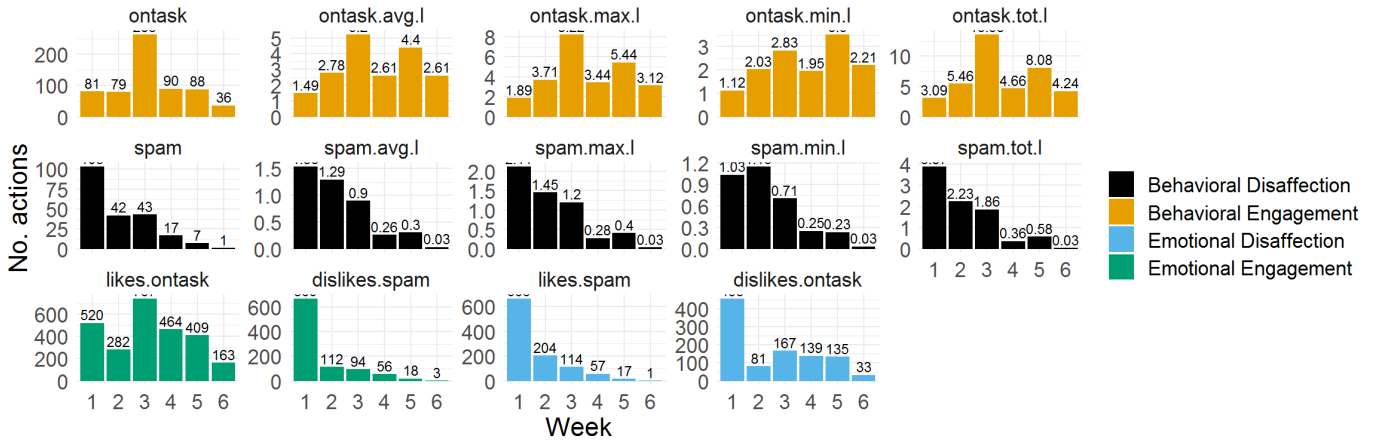 ontask ontask.avg.l ontask.max.l ontask.min.l ontask.tot.l
200 5 8 3 10
100 4 6 2 5
0 3 4 1 0
2 2 0
1 0
0
81 79 90 88 36
1.49 2.78 2.61 4.4 2.61
1.89 3.71 3.44 5.44 3.12
1.12 2.03 2.83 1.95 2.21
3.09 5.46 4.66 8.08 4.24
spam spam.avg.l spam.max.l spam.min.l spam.tot.l
100 1.5 2.0 1.2 4
75 1.0 1.5 0.9 3
50 0.5 1.0 0.6 2
25 0.0 0.5 0.3 1
0 0.0 0.0 0
42 43 17 7 1
1.29 0.9 0.26 0.3 0.03
1.45 1.2 0.28 0.4 0.03
1.03 0.71 0.25 0.23 0.03
2.23 1.86 0.36 0.58 0.03
1 2 3 4 5 6
likes.ontask dislikes.spam likes.spam dislikes.ontask
600 600 600 400
400 400 400 300
200 200 200 200
0 0 0 100
0
520 282 464 409 163
112 94 56 18 3
204 114 57 17 1
81 167 139 135 33
1 2 3 4 5 6 1 2 3 4 5 6 1 2 3 4 5 6 1 2 3 4 5 6
No. actions
Week
Behavioral Disaffection
Behavioral Engagement
Emotional Disaffection
Emotional Engagement